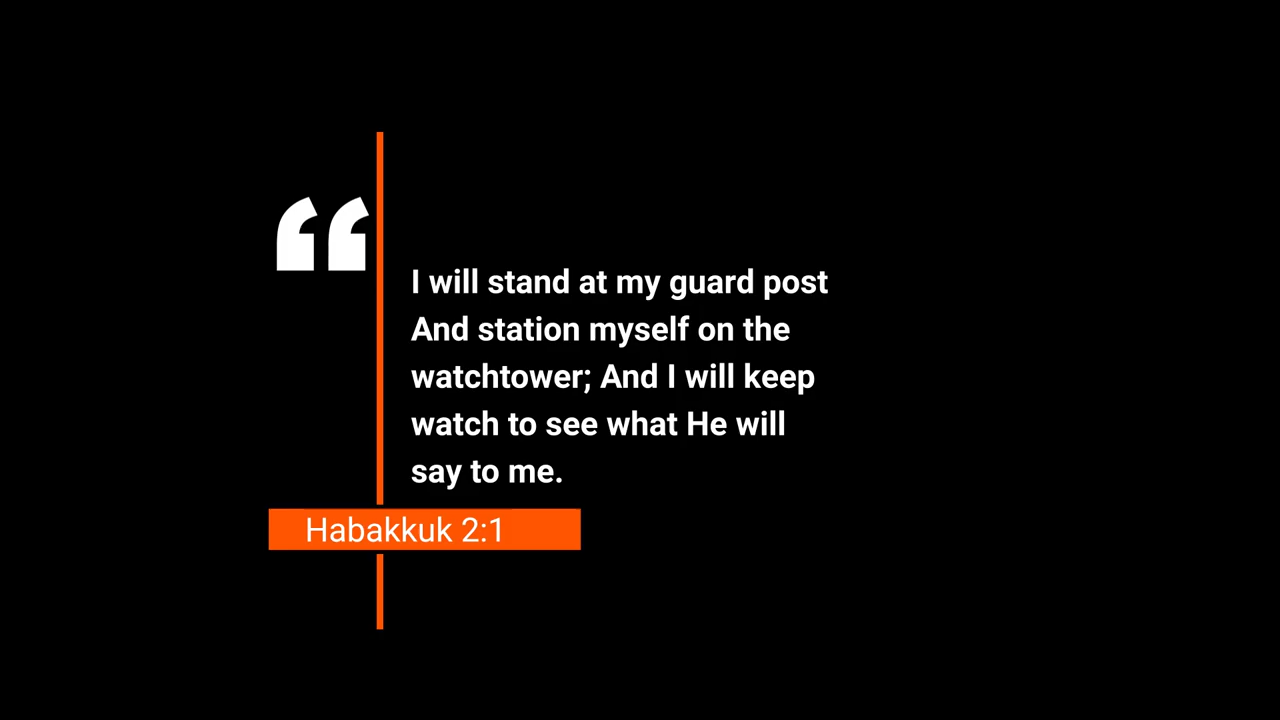 “
I will stand at my guard post
And station myself on the
watchtower; And I will keep
watch to see what He will
say to me.
Habakkuk 2:1